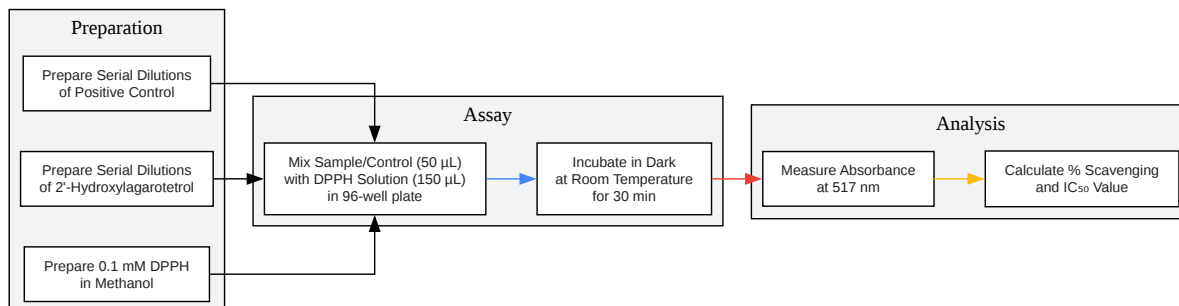 Preparation
Prepare Serial Dilutions
of Positive Control
Prepare Serial Dilutions
of 2'-Hydroxylagarotetrol
Prepare 0.1 mM DPPH
in Methanol
Assay
Mix Sample/Control (50 µL)
with DPPH Solution (150 µL)
in 96-well plate
Incubate in Dark
at Room Temperature
for 30 min
Analysis
Measure Absorbance
at 517 nm
Calculate % Scavenging
and IC₅₀ Value